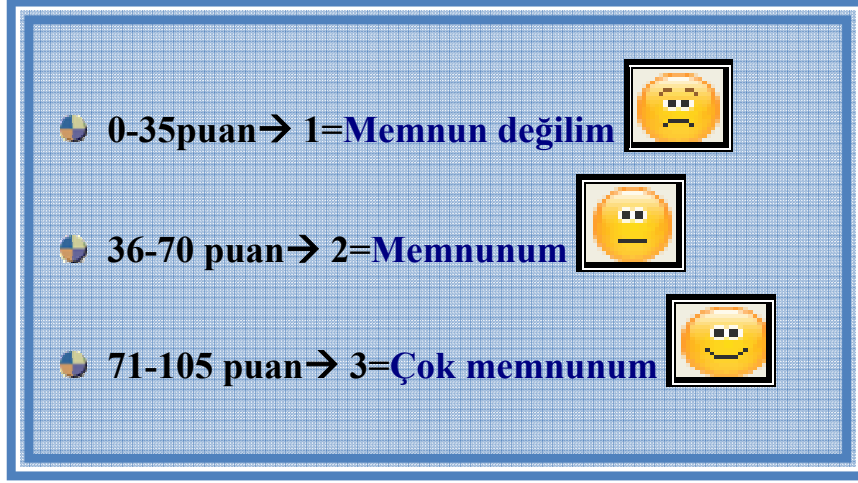 0-35puan→ 1=Memnun değilim
36-70 puan→ 2=Memnunum
71-105 puan→ 3=Çok memnunum